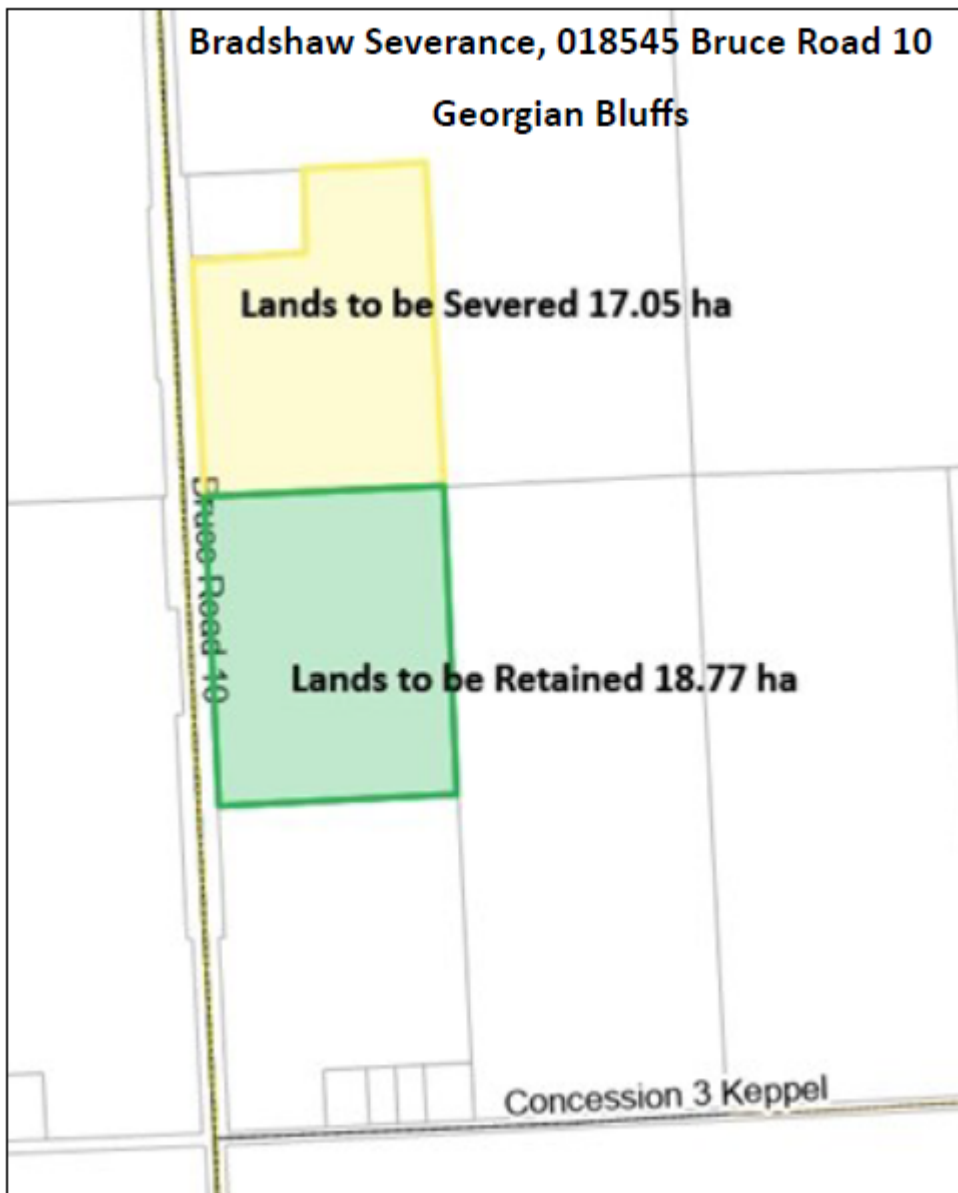 Bradshaw Severance, 018545 Bruce Road 10
Georgian Bluffs
Lands to be Severed 17.05 ha
Bruce Road 10
Lands to be Retained 18.77 ha
Concession 3 Keppel